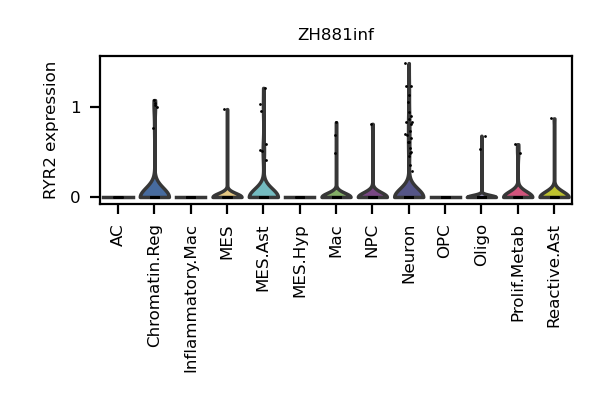 ZH881inf
RYR2 expression
1
0
AC
Chromatin.Reg
Inflammatory.Mac
MES
MES.Ast
MES.Hyp
Mac
NPC
Neuron
OPC
Oligo
Prolif.Metab
Reactive.Ast